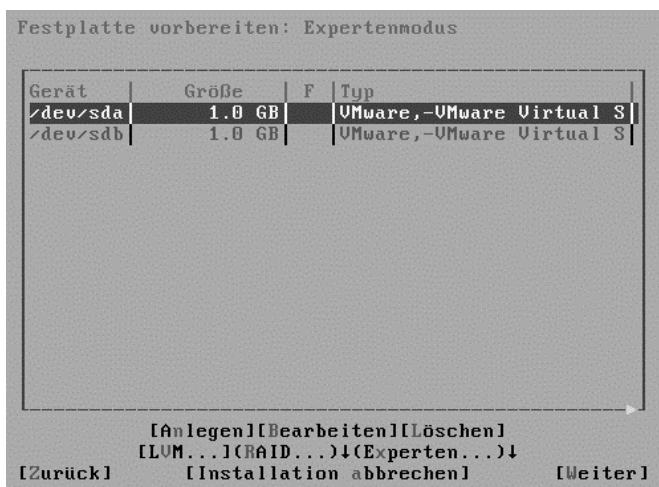 Festplatte vorbereiten: Expertenmodus
Gerät | Größe | F |Typ |
/dev/sda| 1.0 GB| |VMware,-VMware Virtual S|
/dev/sdb| 1.0 GB| |VMware,-VMware Virtual S|
[Anlegen][Bearbeiten][Löschen]
[LVM...](RAID...)↓(Experten...)↓
[Zurück] [Installation abbrechen] [Weiter]